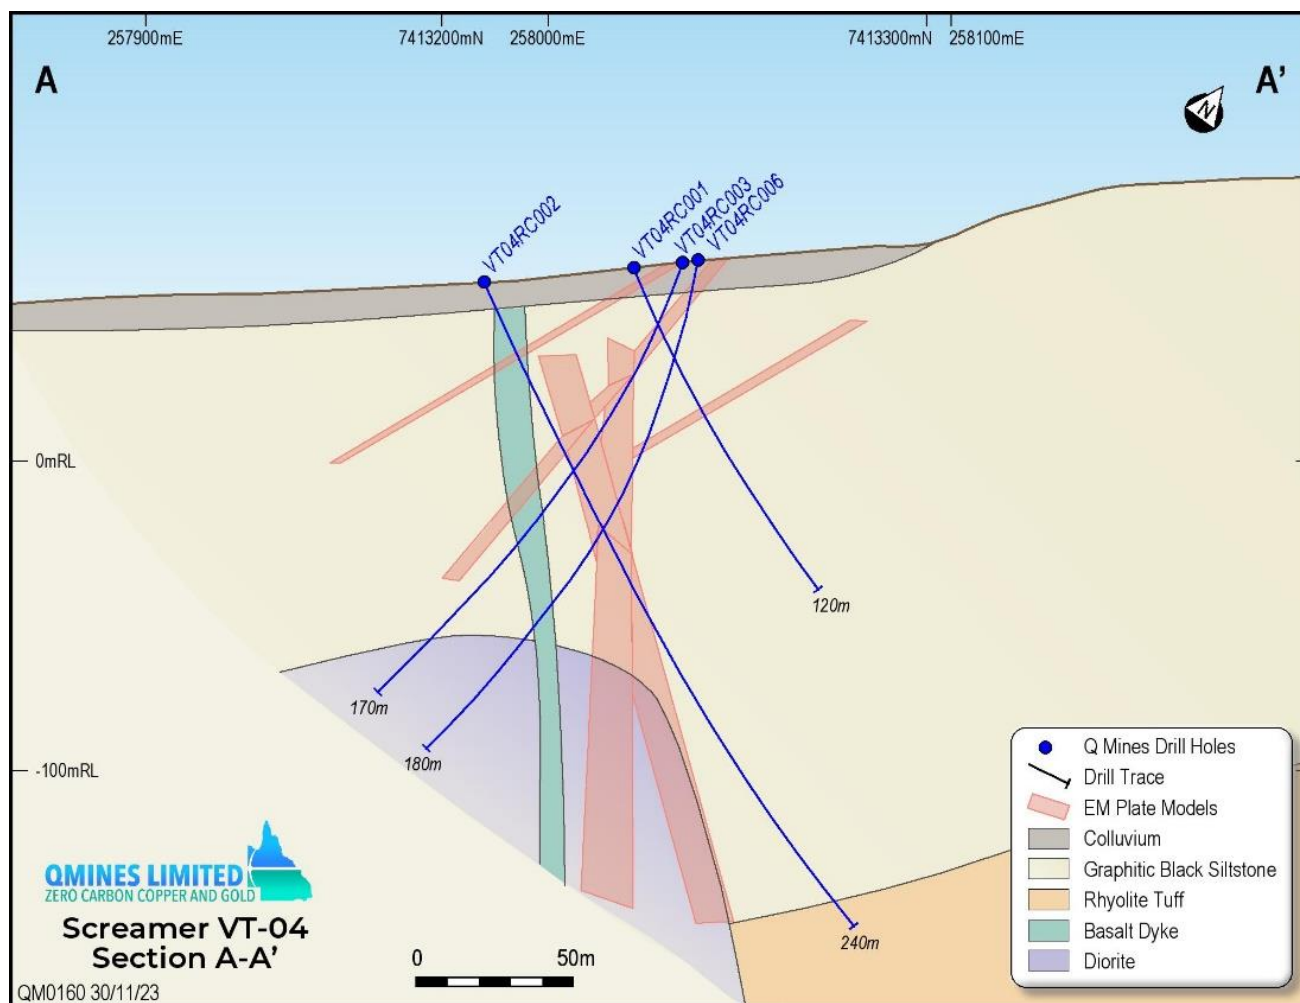 257900mE
7413200mN
258000mE
7413300mN
258100mE
A
A’
N
VT04RC002
VT04RC001
VT04RC003
VT04RC006
0mRL
120m
170m
180m
-100mRL
240m
Q Mines Drill Holes
Drill Trace
EM Plate Models
Colluvium
Graphitic Black Siltstone
Rhyolite Tuff
Basalt Dyke
Diorite
QMINES LIMITED
ZERO CARBON COPPER AND GOLD
Screamer VT-04
Section A-A’
0 50m
QM0160 30/11/23